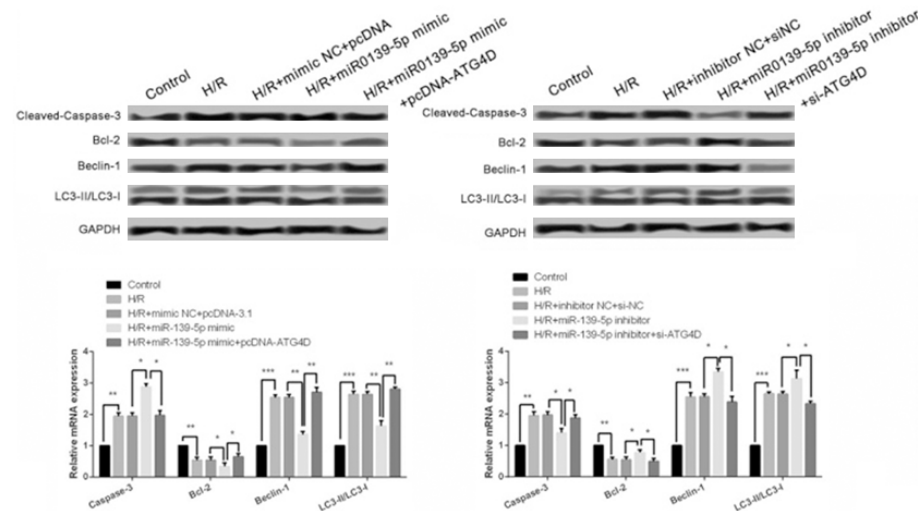 Control
H/R
H/R+mimic NC+pcDNA
H/R+miR0139-5p mimic
H/R+miR0139-5p mimic
+pcDNA-ATG4D
Cleaved-Caspase-3
Bcl-2
Beclin-1
LC3-II/LC3-I
GAPDH
Control
H/R
H/R+inhibitor NC+siNC
H/R+miR0139-5p inhibitor
H/R+miR0139-5p inhibitor
+si-ATG4D
Cleaved-Caspase-3
Bcl-2
Beclin-1
LC3-II/LC3-I
GAPDH
Control
H/R
H/R+mimic NC+pcDNA-3.1
H/R+miR-139-5p mimic
H/R+miR-139-5p mimic+pcDNA-ATG4D
Relative mRNA expression
4
3
2
1
0
** * *
** * *
*** ** **
*** ** **
Caspase-3
Bcl-2
Beclin-1
LC3-II/LC3-I
Control
H/R
H/R+inhibitor NC+si-NC
H/R+miR-139-5p inhibitor
H/R+miR-139-5p inhibitor+si-ATG4D
Relative mRNA expression
4
3
2
1
0
** * *
** * *
*** * *
*** * *
Caspase-3
Bcl-2
Beclin-1
LC3-II/LC3-I